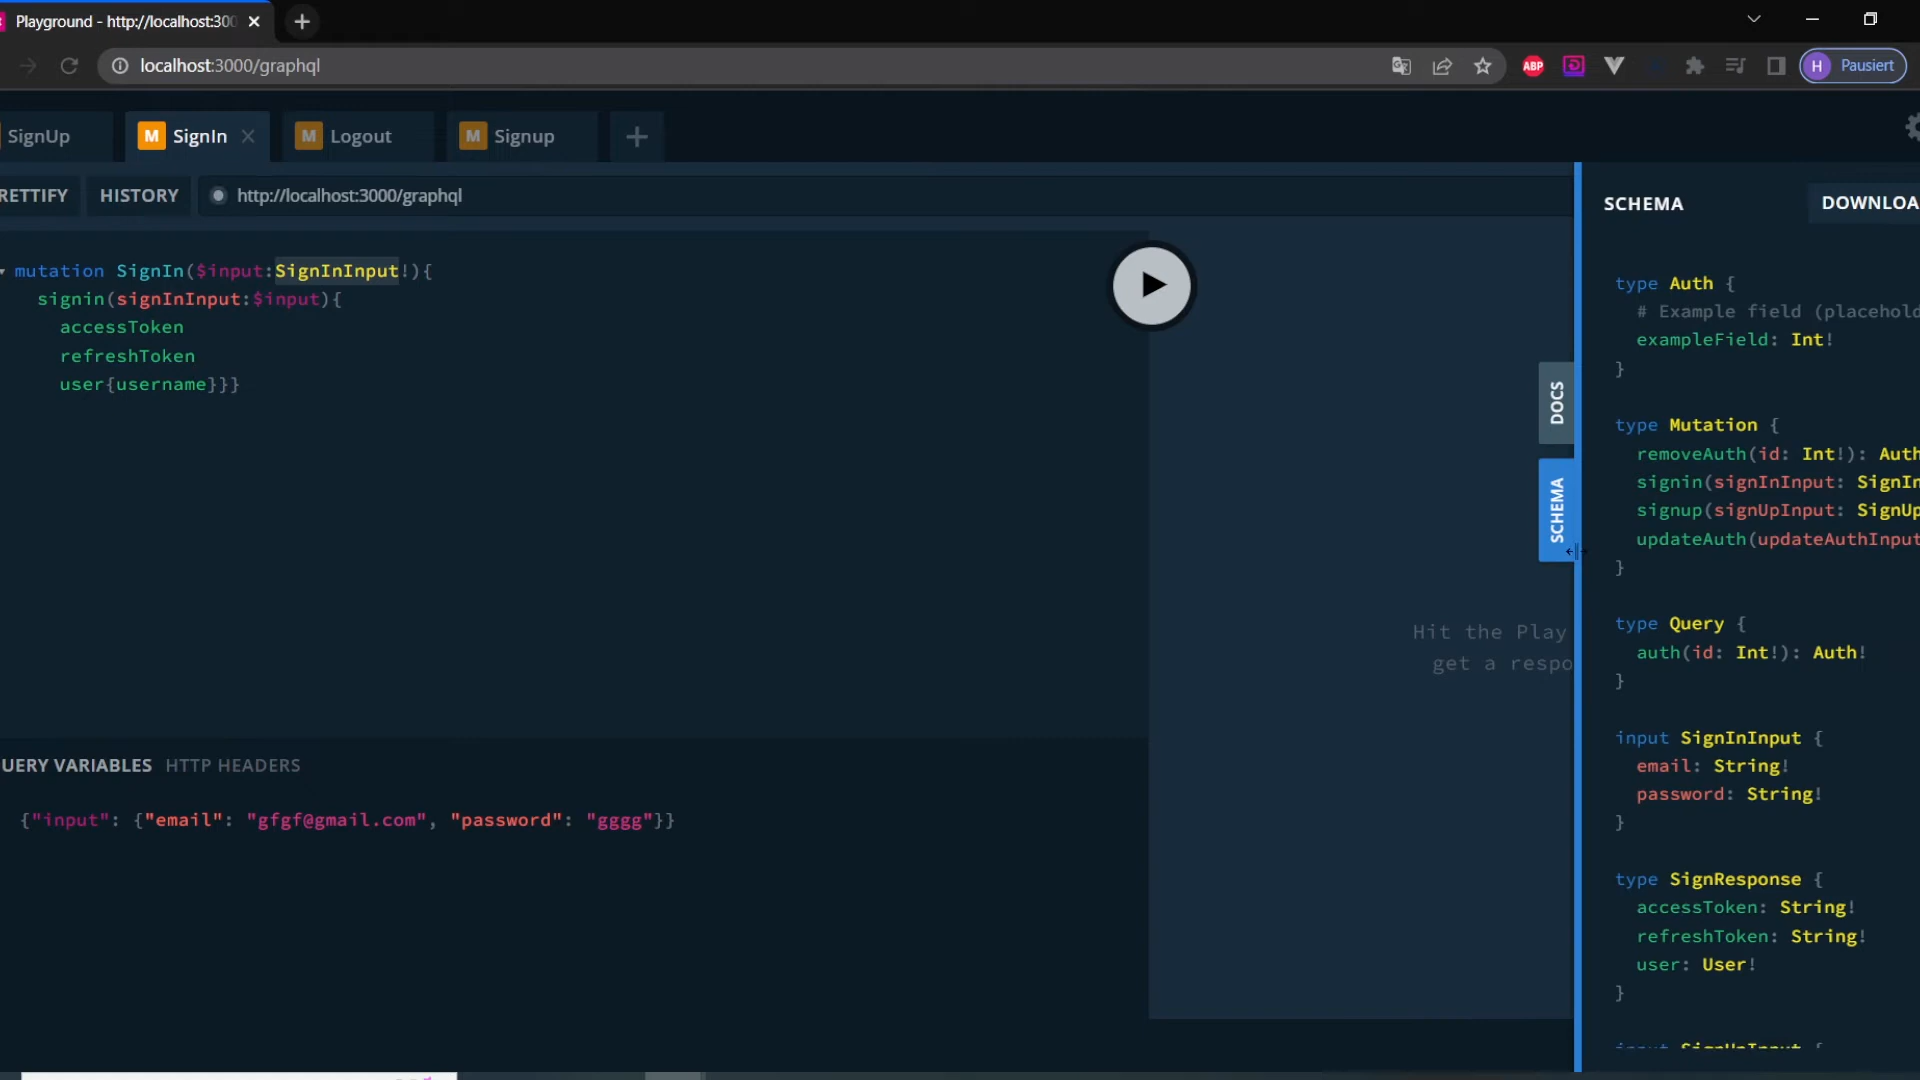 Playground - http://localhost:300
localhost:3000/graphql
ABP
H Pausiert
SignUp
M SignIn
M Logout
M Signup
RETTIFY
HISTORY
http://localhost:3000/graphql
mutation SignIn($input:SignInInput!){
signin(signInInput:$input){
accessToken
refreshToken
user{username}}}
UERY VARIABLES HTTP HEADERS
{"input": {"email": "gfgf@gmail.com", "password": "gggg"}}
Hit the Play
get a respo
DOCS
SCHEMA
SCHEMA
DOWNLOA
type Auth {
# Example field (placehold
exampleField: Int!
}
type Mutation {
removeAuth(id: Int!): Auth
signin(signInInput: SignIn
signup(signUpInput: SignUp
updateAuth(updateAuthInput
}
type Query {
auth(id: Int!): Auth!
}
input SignInInput {
email: String!
password: String!
}
type SignResponse {
accessToken: String!
refreshToken: String!
user: User!
}
input SignUpInput {